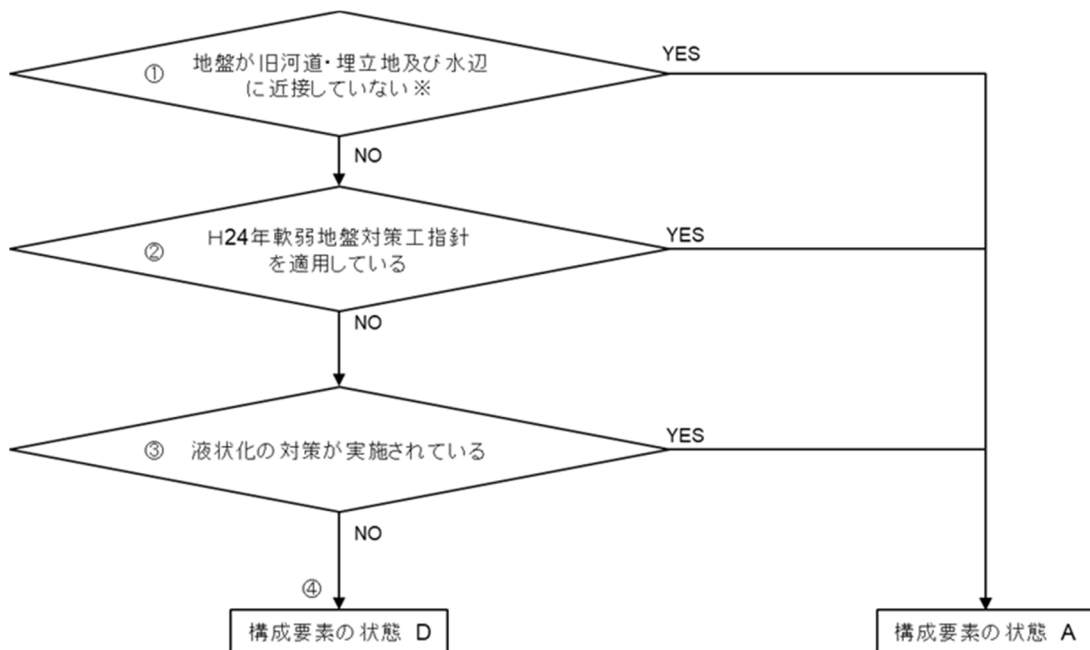 ① 地盤が旧河道・埋立地及び水辺
に近接していない※
YES
NO
② H24年軟弱地盤対策工指針
を適用している
YES
NO
③ 液状化の対策が実施されている
YES
NO
④
構成要素の状態 D
構成要素の状態 A